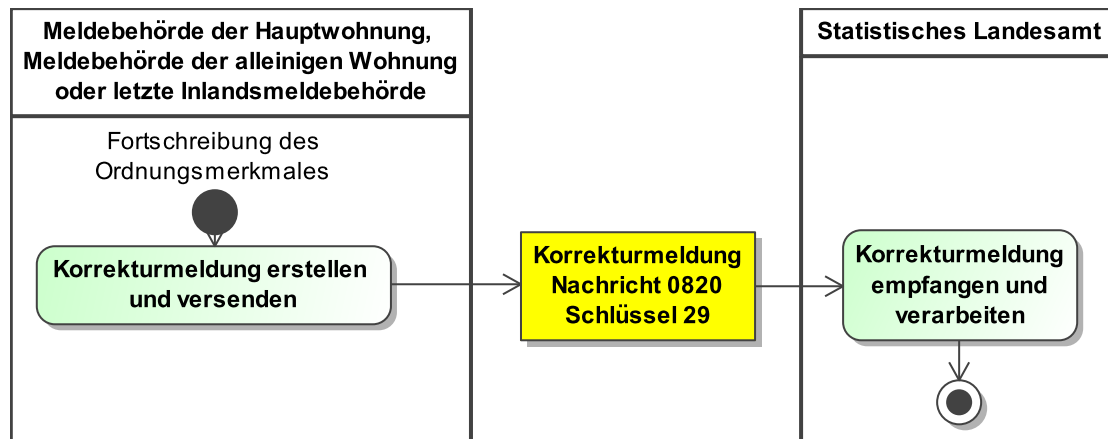 Meldebehörde der Hauptwohnung,
Meldebehörde der alleinigen Wohnung
oder letzte Inlandsmeldebehörde
Statistisches Landesamt
Fortschreibung des
Ordnungsmerkmales
Korrekturmeldung erstellen
und versenden
Korrekturmeldung
Nachricht 0820
Schlüssel 29
Korrekturmeldung
empfangen und
verarbeiten